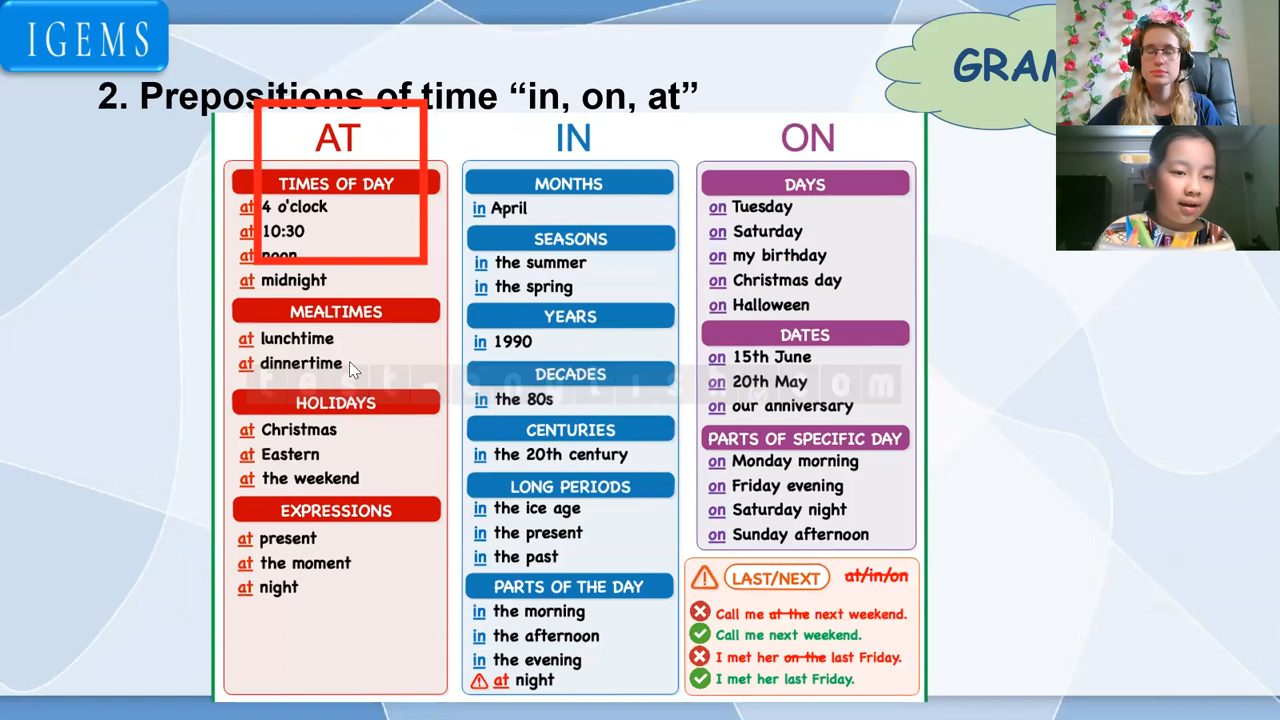 IGEMS
GRAM
2. Prepositions of time “in, on, at”
AT
TIMES OF DAY
at 4 o'clock
at 10:30
at noon
at midnight
MEALTIMES
at lunchtime
at dinnertime
HOLIDAYS
at Christmas
at Eastern
at the weekend
EXPRESSIONS
at present
at the moment
at night
IN
MONTHS
in April
SEASONS
in the summer
in the spring
YEARS
in 1990
DECADES
in the 80s
CENTURIES
in the 20th century
LONG PERIODS
in the ice age
in the present
in the past
PARTS OF THE DAY
in the morning
in the afternoon
in the evening
at night
ON
DAYS
on Tuesday
on Saturday
on my birthday
on Christmas day
on Halloween
DATES
on 15th June
on 20th May
on our anniversary
PARTS OF SPECIFIC DAY
on Monday morning
on Friday evening
on Saturday night
on Sunday afternoon
LAST/NEXT at/in/on
Call me at the next weekend.
Call me next weekend.
I met her on the last Friday.
I met her last Friday.
test-english.com